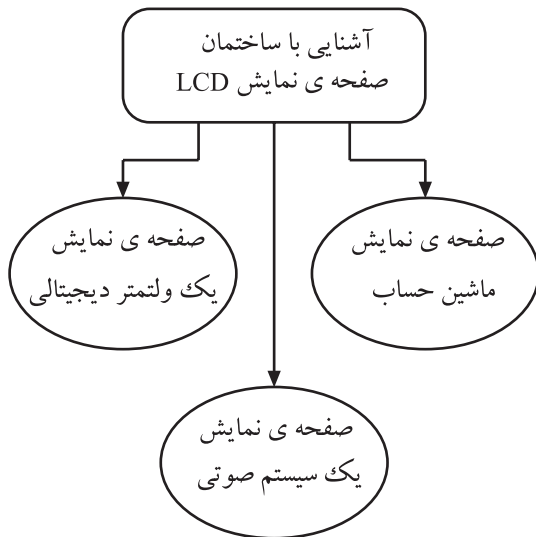 آشنایی با ساختمان
صفحه ی نمایش LCD
صفحه ی نمایش
ماشین حساب
صفحه ی نمایش
یک ولتمتر دیجیتالی
صفحه ی نمایش
یک سیستم صوتی